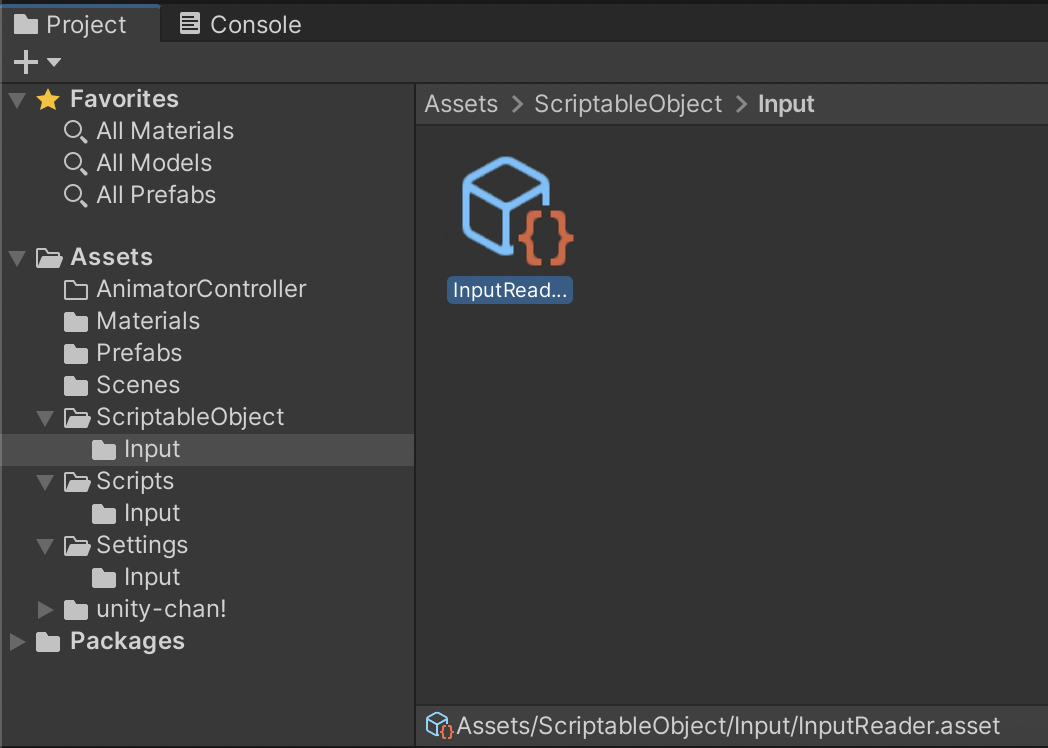 Project
Console
Favorites
All Materials
All Models
All Prefabs
Assets
AnimatorController
Materials
Prefabs
Scenes
ScriptableObject
Input
Scripts
Input
Settings
Input
unity-chan!
Packages
Assets > ScriptableObject > Input
InputRead...
Assets/ScriptableObject/Input/InputReader.asset